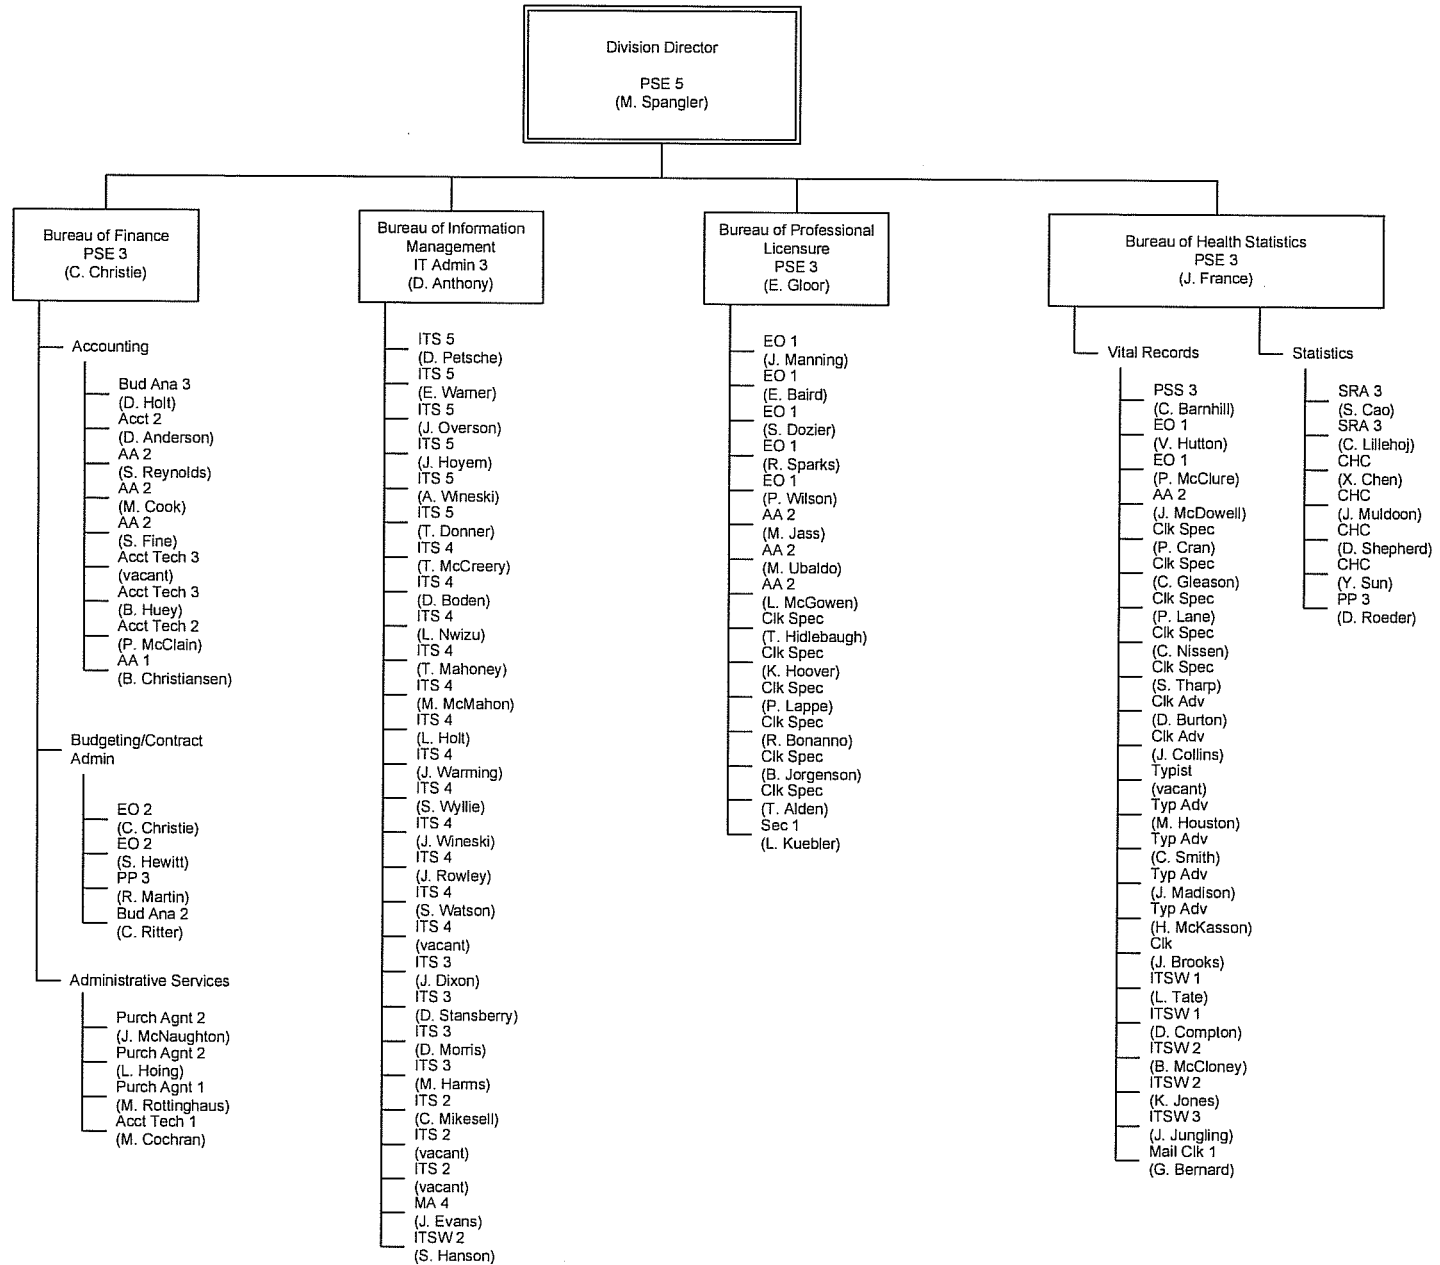 Division Director
PSE 5
(M. Spangler)
Bureau of Finance
PSE 3
(C. Christie)
Accounting
Bud Ana 3
(D. Holt)
Acct 2
(D. Anderson)
AA 2
(S. Reynolds)
AA 2
(M. Cook)
AA 2
(S. Fine)
Acct Tech 3
(vacant)
Acct Tech 3
(B. Huey)
Acct Tech 2
(P. McClain)
AA 1
(B. Christiansen)
Budgeting/Contract
Admin
EO 2
(C. Christie)
EO 2
(S. Hewitt)
PP 3
(R. Martin)
Bud Ana 2
(C. Ritter)
Administrative Services
Purch Agnt 2
(J. McNaughton)
Purch Agnt 2
(L. Hoing)
Purch Agnt 1
(M. Rottinghaus)
Acct Tech 1
(M. Cochran)
Bureau of Information
Management
IT Admin 3
(D. Anthony)
ITS 5
(D. Petsche)
ITS 5
(E. Warner)
ITS 5
(J. Overson)
ITS 5
(J. Hoyem)
ITS 5
(A. Wineski)
ITS 5
(T. Donner)
ITS 4
(T. McCreery)
ITS 4
(D. Boden)
ITS 4
(L. Nwizu)
ITS 4
(T. Mahoney)
ITS 4
(M. McMahon)
ITS 4
(L. Holt)
ITS 4
(J. Warming)
ITS 4
(S. Wyllie)
ITS 4
(J. Wineski)
ITS 4
(J. Rowley)
ITS 4
(S. Watson)
ITS 4
(vacant)
ITS 3
(J. Dixon)
ITS 3
(D. Stansberry)
ITS 3
(D. Morris)
ITS 3
(M. Harms)
ITS 2
(C. Mikesell)
ITS 2
(vacant)
ITS 2
(vacant)
MA 4
(J. Evans)
ITSW 2
(S. Hanson)
Bureau of Professional
Licensure
PSE 3
(E. Gloor)
EO 1
(J. Manning)
EO 1
(E. Baird)
EO 1
(S. Dozier)
EO 1
(R. Sparks)
EO 1
(P. Wilson)
AA 2
(M. Jass)
AA 2
(M. Ubaldo)
AA 2
(L. McGowen)
Clk Spec
(T. Hidlebaugh)
Clk Spec
(K. Hoover)
Clk Spec
(P. Lappe)
Clk Spec
(R. Bonanno)
Clk Spec
(B. Jorgenson)
Clk Spec
(T. Alden)
Sec 1
(L. Kuebler)
Bureau of Health Statistics
PSE 3
(J. France)
Vital Records
PSS 3
(C. Barnhill)
EO 1
(V. Hutton)
EO 1
(P. McClure)
AA 2
(J. McDowell)
Clk Spec
(P. Cran)
Clk Spec
(C. Gleason)
Clk Spec
(P. Lane)
Clk Spec
(C. Nissen)
Clk Spec
(S. Tharp)
Clk Adv
(D. Burton)
Clk Adv
(J. Collins)
Typist
(vacant)
Typ Adv
(M. Houston)
Typ Adv
(C. Smith)
Typ Adv
(J. Madison)
Typ Adv
(H. McKasson)
Clk
(J. Brooks)
ITSW 1
(L. Tate)
ITSW 1
(D. Compton)
ITSW 2
(B. McCloney)
ITSW 2
(K. Jones)
ITSW 3
(J. Jungling)
Mail Clk 1
(G. Bernard)
Statistics
SRA 3
(S. Cao)
SRA 3
(C. Lillehoj)
CHC
(X. Chen)
CHC
(J. Muldoon)
CHC
(D. Shepherd)
CHC
(Y. Sun)
PP 3
(D. Roeder)